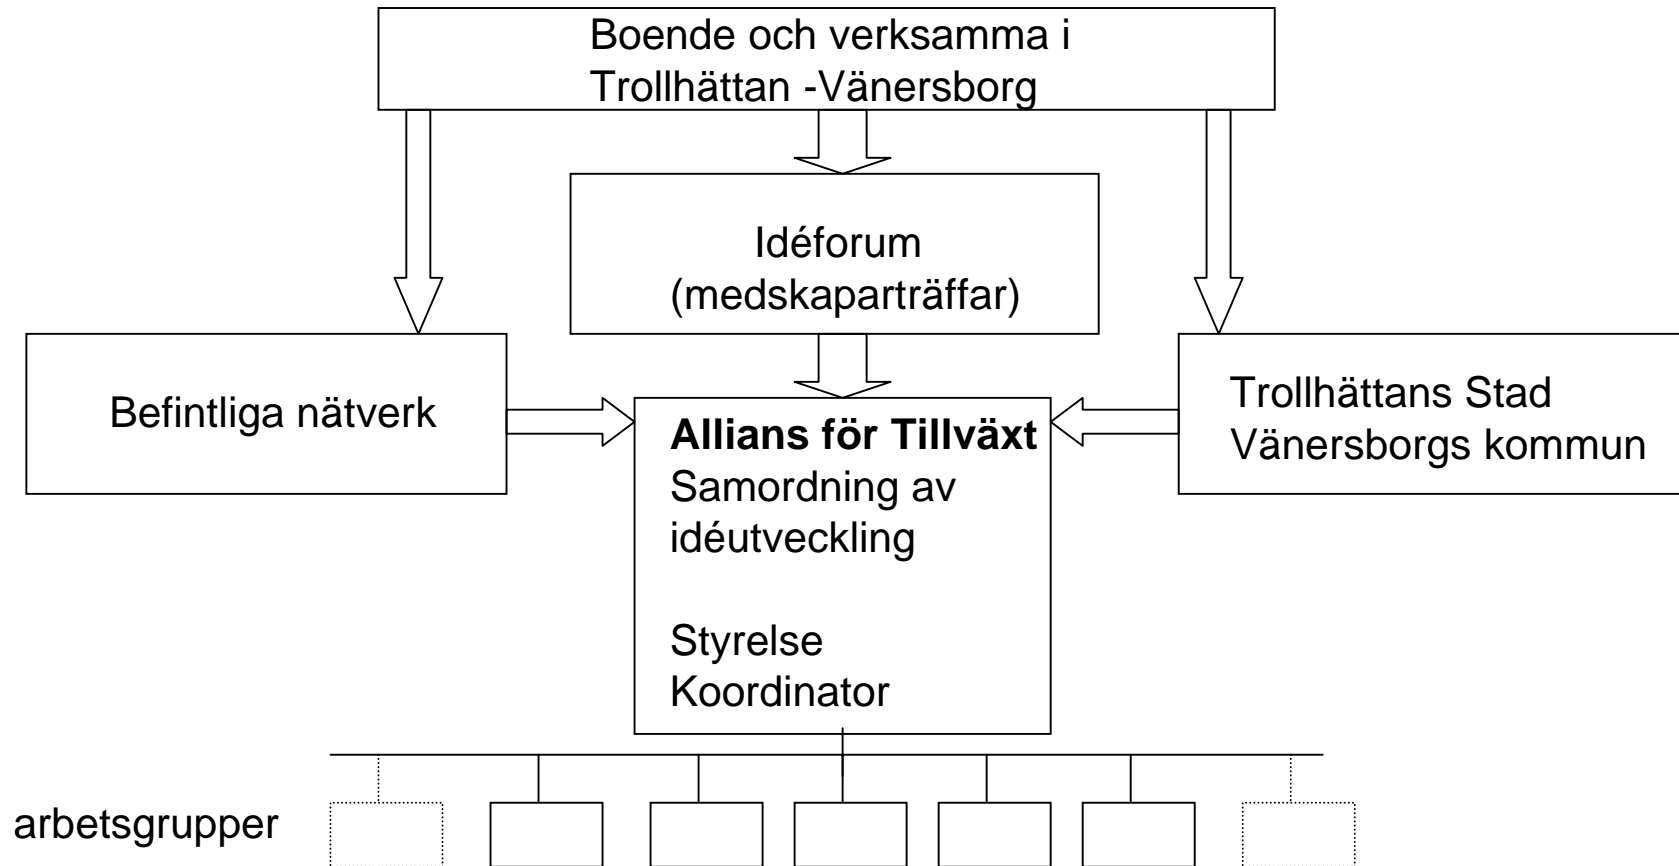 Boende och verksamma i
Trollhättan -Vänersborg
Idéforum
(medskaparträffar)
Befintliga nätverk
Allians för Tillväxt
Samordning av
idéutveckling
Styrelse
Koordinator
Trollhättans Stad
Vänersborgs kommun
arbetsgrupper